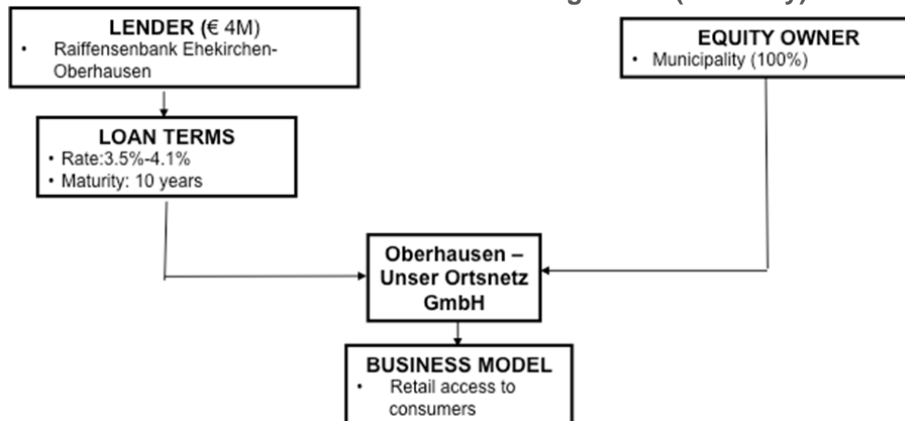 LENDER (€ 4M)
• Raiffensenbank Ehekirchen-
Oberhausen
EQUITY OWNER
• Municipality (100%)
LOAN TERMS
• Rate:3.5%-4.1%
• Maturity: 10 years
Oberhausen –
Unser Ortsnetz
GmbH
BUSINESS MODEL
• Retail access to
consumers